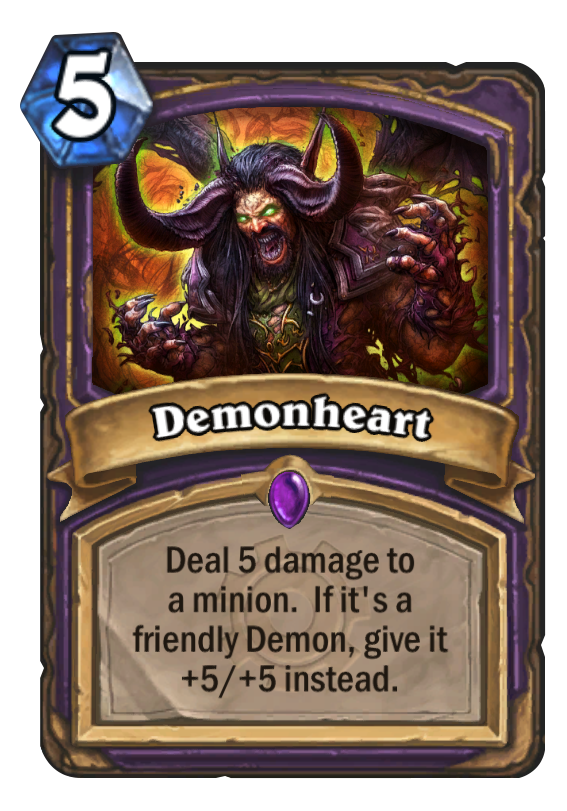 5
Demonheart
Deal 5 damage to
a minion. If it's a
friendly Demon, give it
+5/+5 instead.